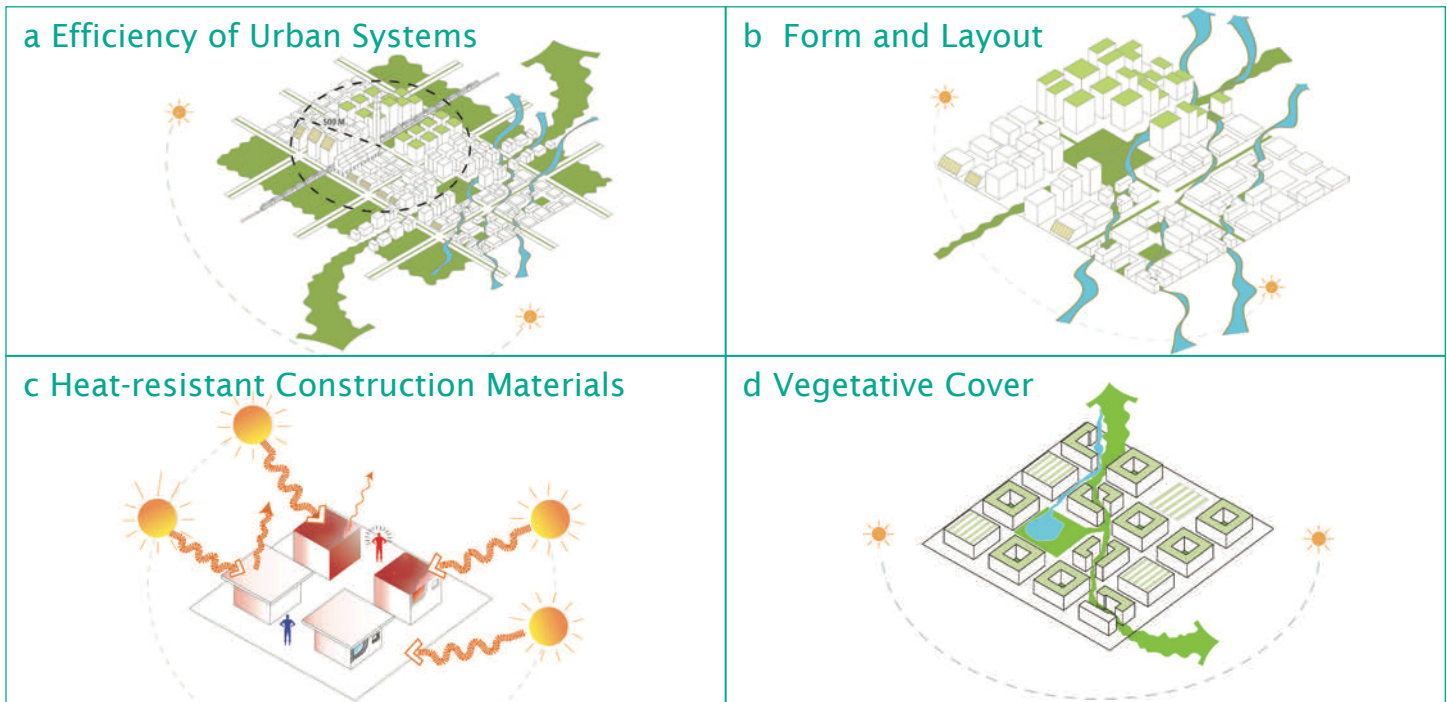 a Efficiency of Urban Systems
500 M
b Form and Layout
c Heat-resistant Construction Materials
d Vegetative Cover